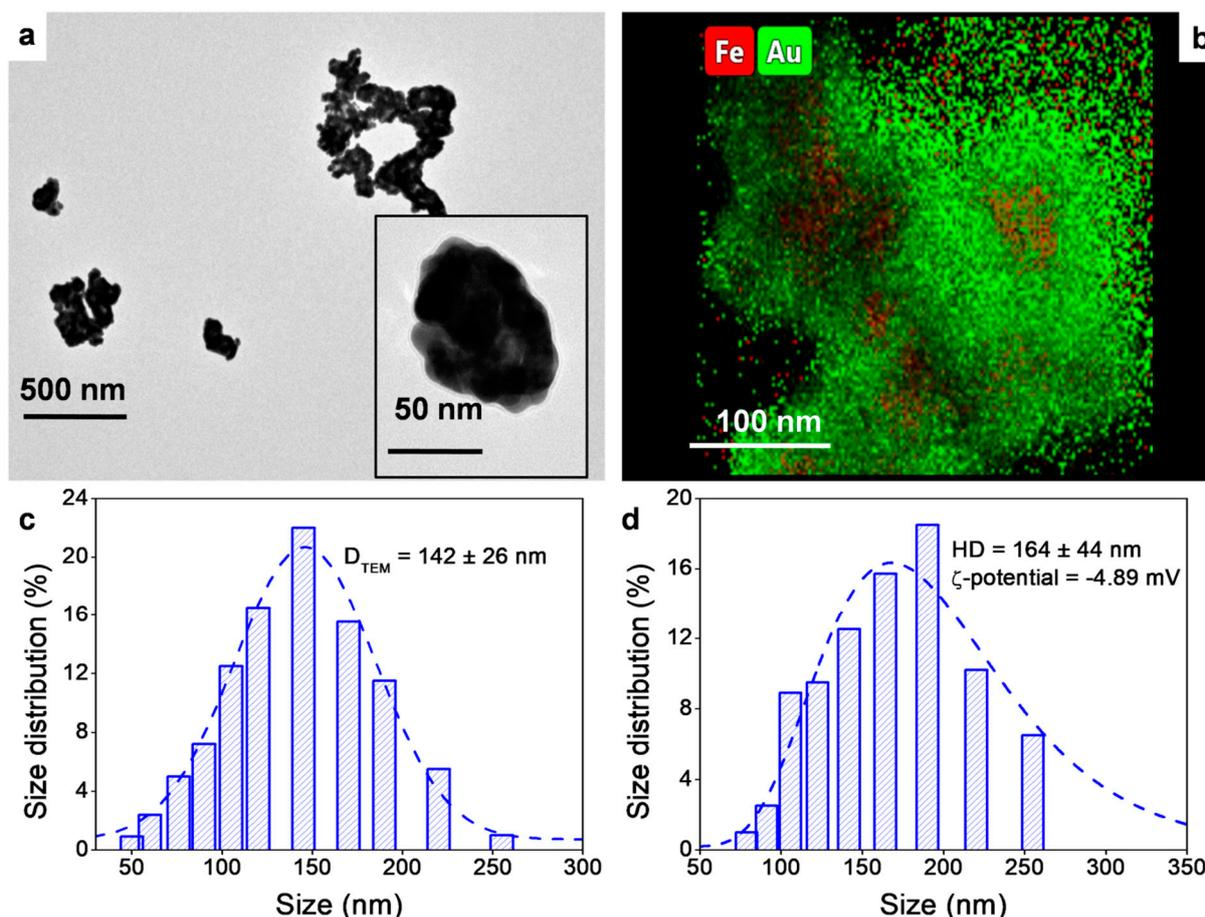 a
500 nm
50 nm
Fe Au
b
100 nm
c
24
20
16
12
8
4
0
Size distribution (%)
D_TEM = 142 ± 26 nm
50 100 150 200 250 300
Size (nm)
d
20
16
12
8
4
0
Size distribution (%)
HD = 164 ± 44 nm
ζ-potential = -4.89 mV
50 100 150 200 250 300 350
Size (nm)